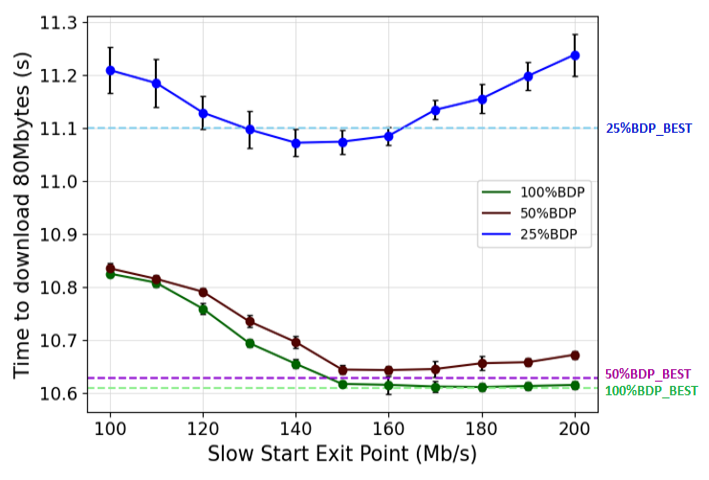 11.3
11.2
11.1
11.0
10.9
10.8
10.7
10.6
Time to download 80Mbytes (s)
100 120 140 160 180 200
Slow Start Exit Point (Mb/s)
100%BDP
50%BDP
25%BDP
25%BDP_BEST
50%BDP_BEST
100%BDP_BEST